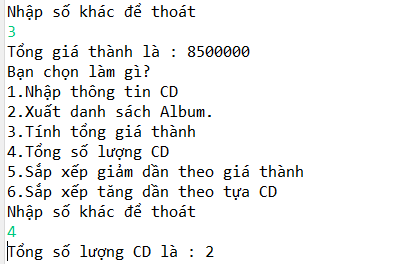 Nhập số khác để thoát
3
Tổng giá thành là : 8500000
Bạn chọn làm gì?
1.Nhập thông tin CD
2.Xuất danh sách Album.
3.Tính tổng giá thành
4.Tổng số lượng CD
5.Sắp xếp giảm dần theo giá thành
6.Sắp xếp tăng dần theo tựa CD
Nhập số khác để thoát
4
Tổng số lượng CD là : 2